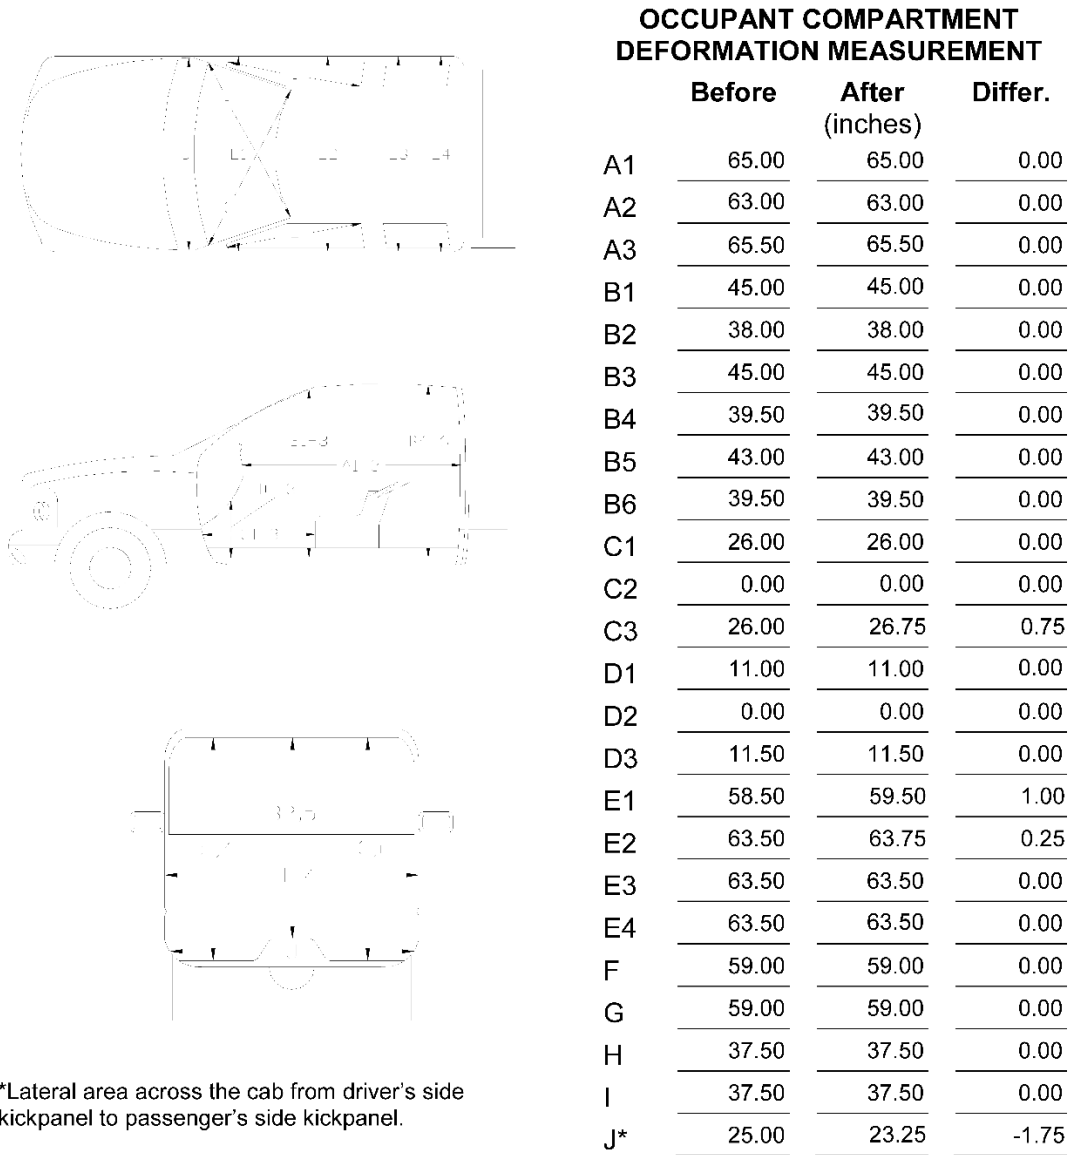 OCCUPANT COMPARTMENT
DEFORMATION MEASUREMENT
Before After Differ.
(inches)
A1 65.00 65.00 0.00
A2 63.00 63.00 0.00
A3 65.50 65.50 0.00
B1 45.00 45.00 0.00
B2 38.00 38.00 0.00
B3 45.00 45.00 0.00
B4 39.50 39.50 0.00
B5 43.00 43.00 0.00
B6 39.50 39.50 0.00
C1 26.00 26.00 0.00
C2 0.00 0.00 0.00
C3 26.00 26.75 0.75
D1 11.00 11.00 0.00
D2 0.00 0.00 0.00
D3 11.50 11.50 0.00
E1 58.50 59.50 1.00
E2 63.50 63.75 0.25
E3 63.50 63.50 0.00
E4 63.50 63.50 0.00
F 59.00 59.00 0.00
G 59.00 59.00 0.00
H 37.50 37.50 0.00
I 37.50 37.50 0.00
J* 25.00 23.25 -1.75
*Lateral area across the cab from driver's side
kickpanel to passenger's side kickpanel.